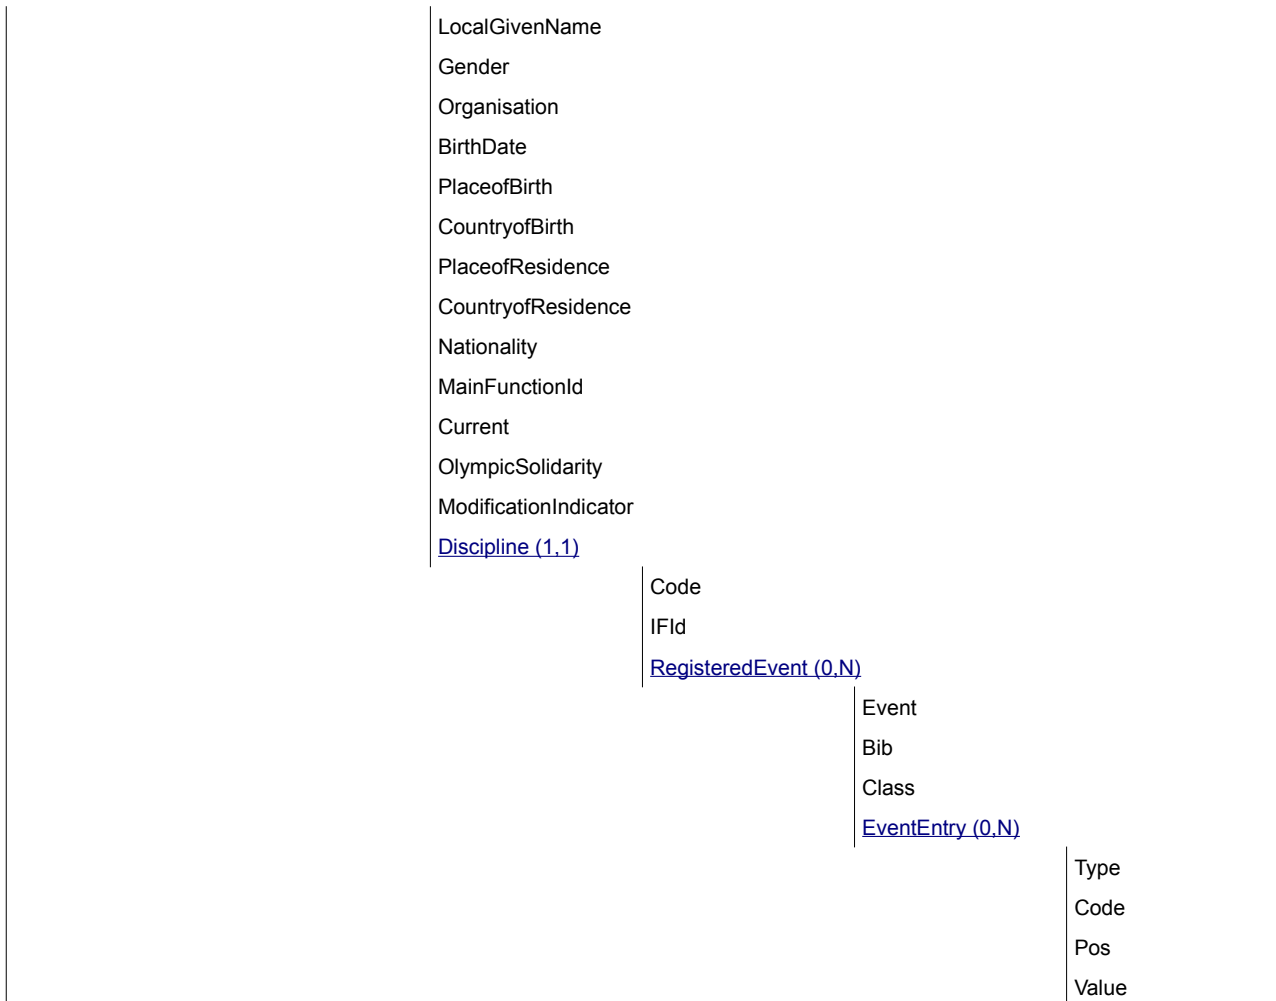 LocalGivenName
Gender
Organisation
BirthDate
PlaceofBirth
CountryofBirth
PlaceofResidence
CountryofResidence
Nationality
MainFunctionId
Current
OlympicSolidarity
ModificationIndicator
Discipline (1,1)
Code
IFId
RegisteredEvent (0,N)
Event
Bib
Class
EventEntry (0,N)
Type
Code
Pos
Value